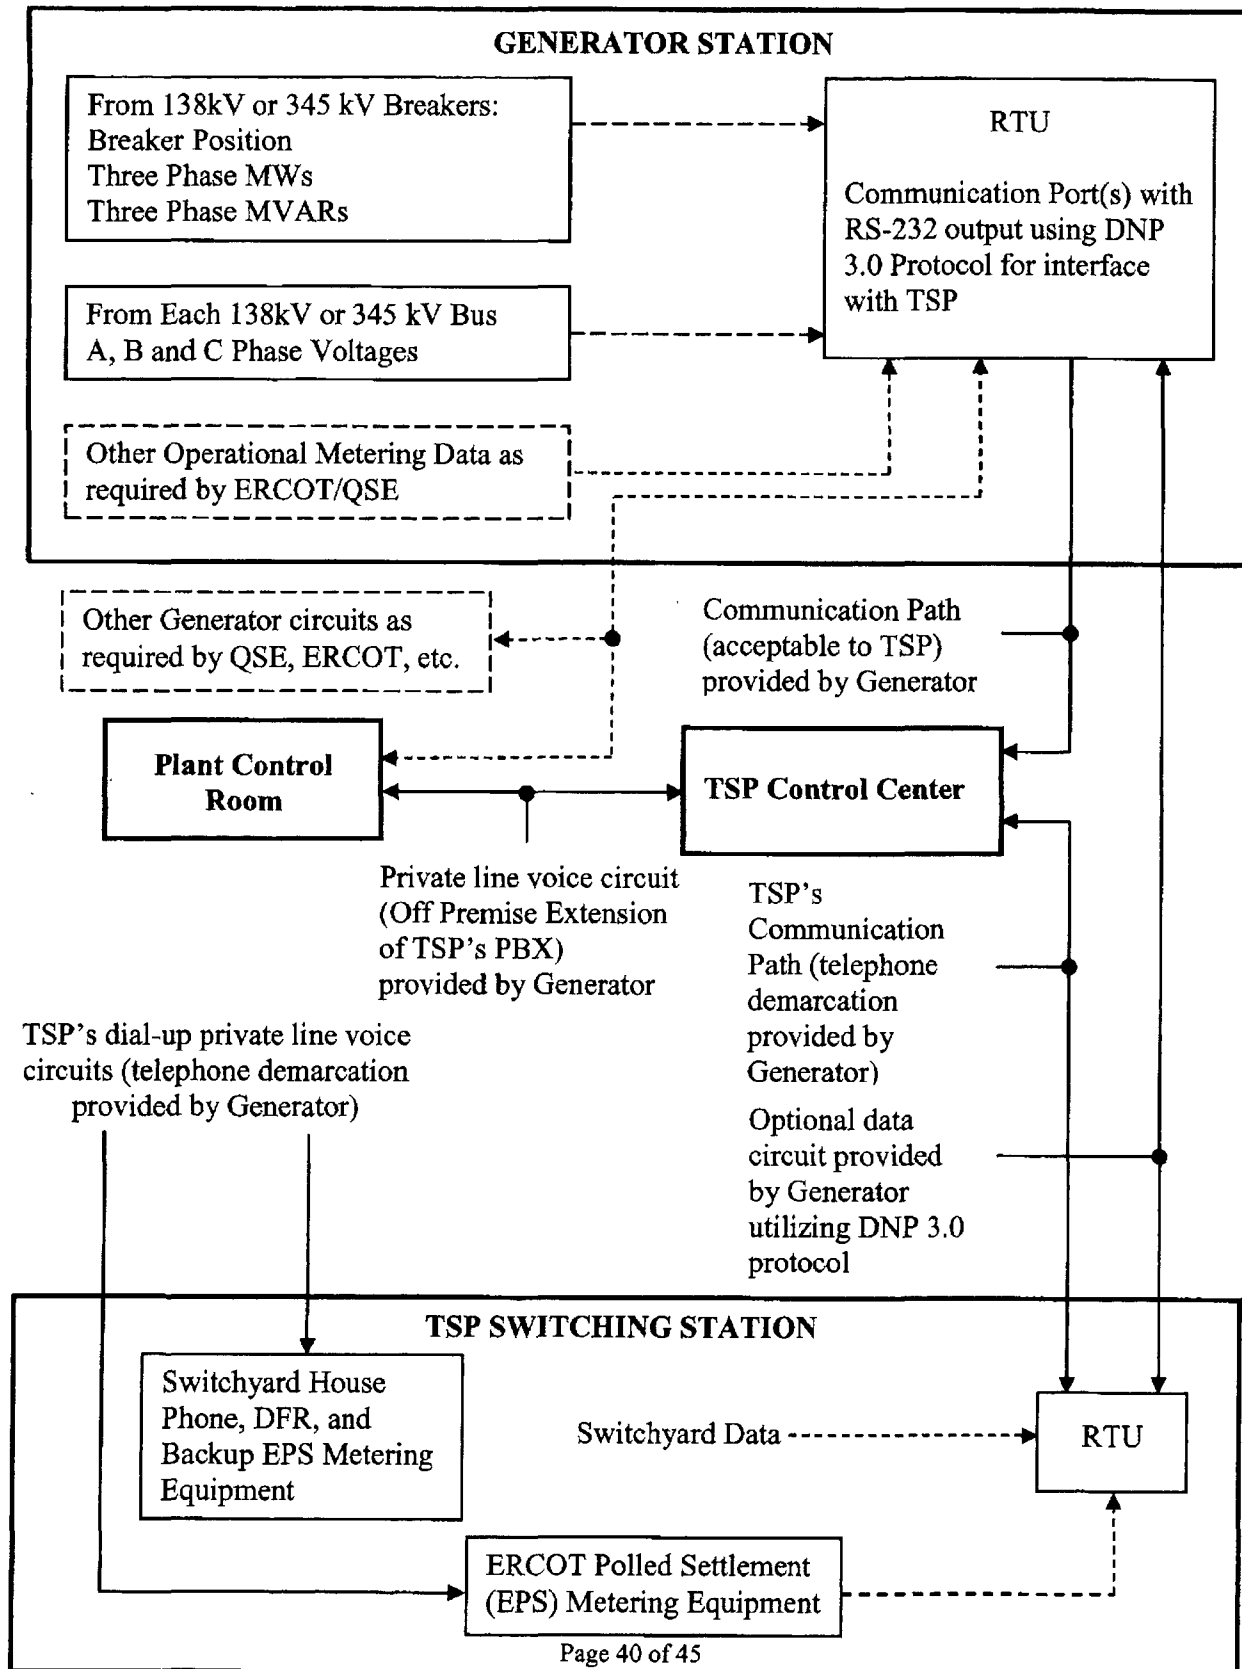 GENERATOR STATION
From 138kV or 345 kV Breakers:
Breaker Position
Three Phase MWs
Three Phase MVARs
RTU
Communication Port(s) with
RS-232 output using DNP
3.0 Protocol for interface
with TSP
From Each 138kV or 345 kV Bus
A, B and C Phase Voltages
Other Operational Metering Data as
required by ERCOT/QSE
Other Generator circuits as
required by QSE, ERCOT, etc.
Communication Path
(acceptable to TSP)
provided by Generator
Plant Control
Room
TSP Control Center
Private line voice circuit
(Off Premise Extension
of TSP's PBX)
provided by Generator
TSP's
Communication
Path (telephone
demarcation
provided by
Generator)
TSP's dial-up private line voice
circuits (telephone demarcation
provided by Generator)
Optional data
circuit provided
by Generator
utilizing DNP 3.0
protocol
TSP SWITCHING STATION
Switchyard House
Phone, DFR, and
Backup EPS Metering
Equipment
Switchyard Data
RTU
ERCOT Polled Settlement
(EPS) Metering Equipment
Page 40 of 45